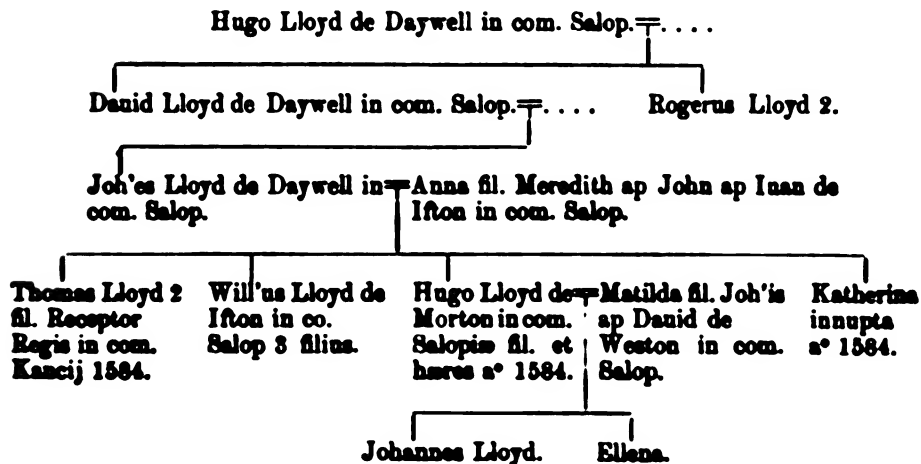 Hugo Lloyd de Daywell in com. Salop.=. . . .
Dauid Lloyd de Daywell in com. Salop.=. . . .
Rogerus Lloyd 2.
Joh'es Lloyd de Daywell in=
com. Salop.
Anna fil. Meredith ap John ap Iuan de
Ifton in com. Salop.
Thomas Lloyd 2
fil. Receptor
Regis in com.
Kancij 1584.
Will'us Lloyd de
Ifton in co.
Salop 3 filius.
Hugo Lloyd de=
Morton in com.
Salopiæ fil. et
hæres a° 1584.
Matilda fil. Joh'is
ap Dauid de
Weston in com.
Salop.
Katherina
innupta
a° 1584.
Johannes Lloyd.
Ellena.